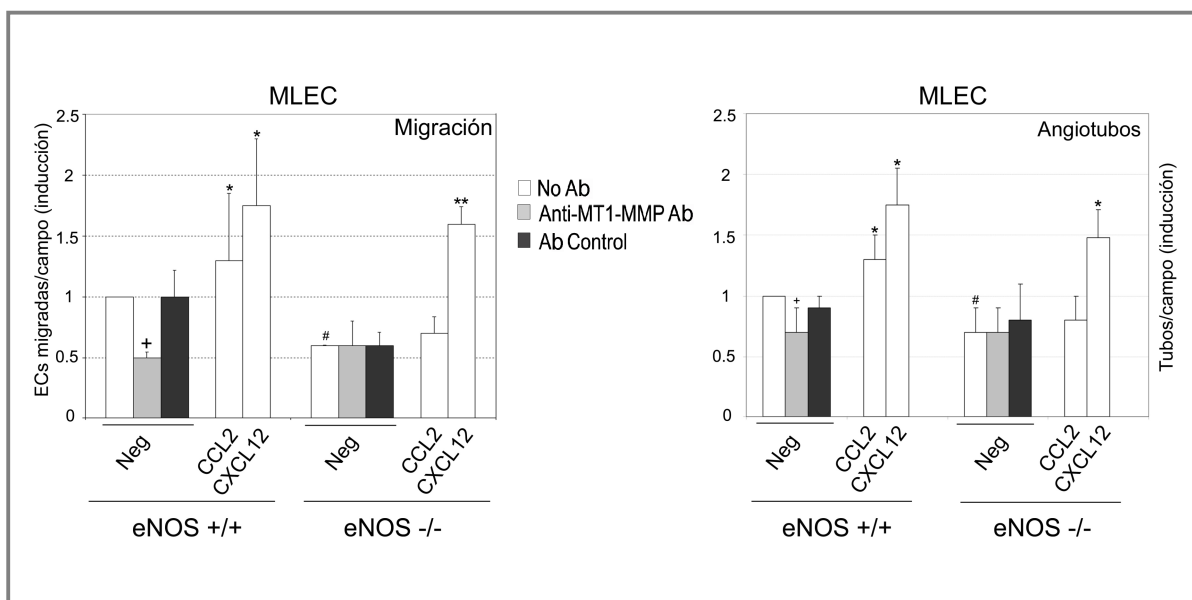 MLEC
Migración
ECs migradas/campo (inducción)
2.5
2
1.5
1
0.5
0
*
*
**
+
#
Neg
CCL2
CXCL12
Neg
CCL2
CXCL12
eNOS +/+
eNOS -/-
No Ab
Anti-MT1-MMP Ab
Ab Control
MLEC
Angiotubos
2.5
2
1.5
1
0.5
0
*
*
*
+
#
Tubos/campo (inducción)
Neg
CCL2
CXCL12
Neg
CCL2
CXCL12
eNOS +/+
eNOS -/-